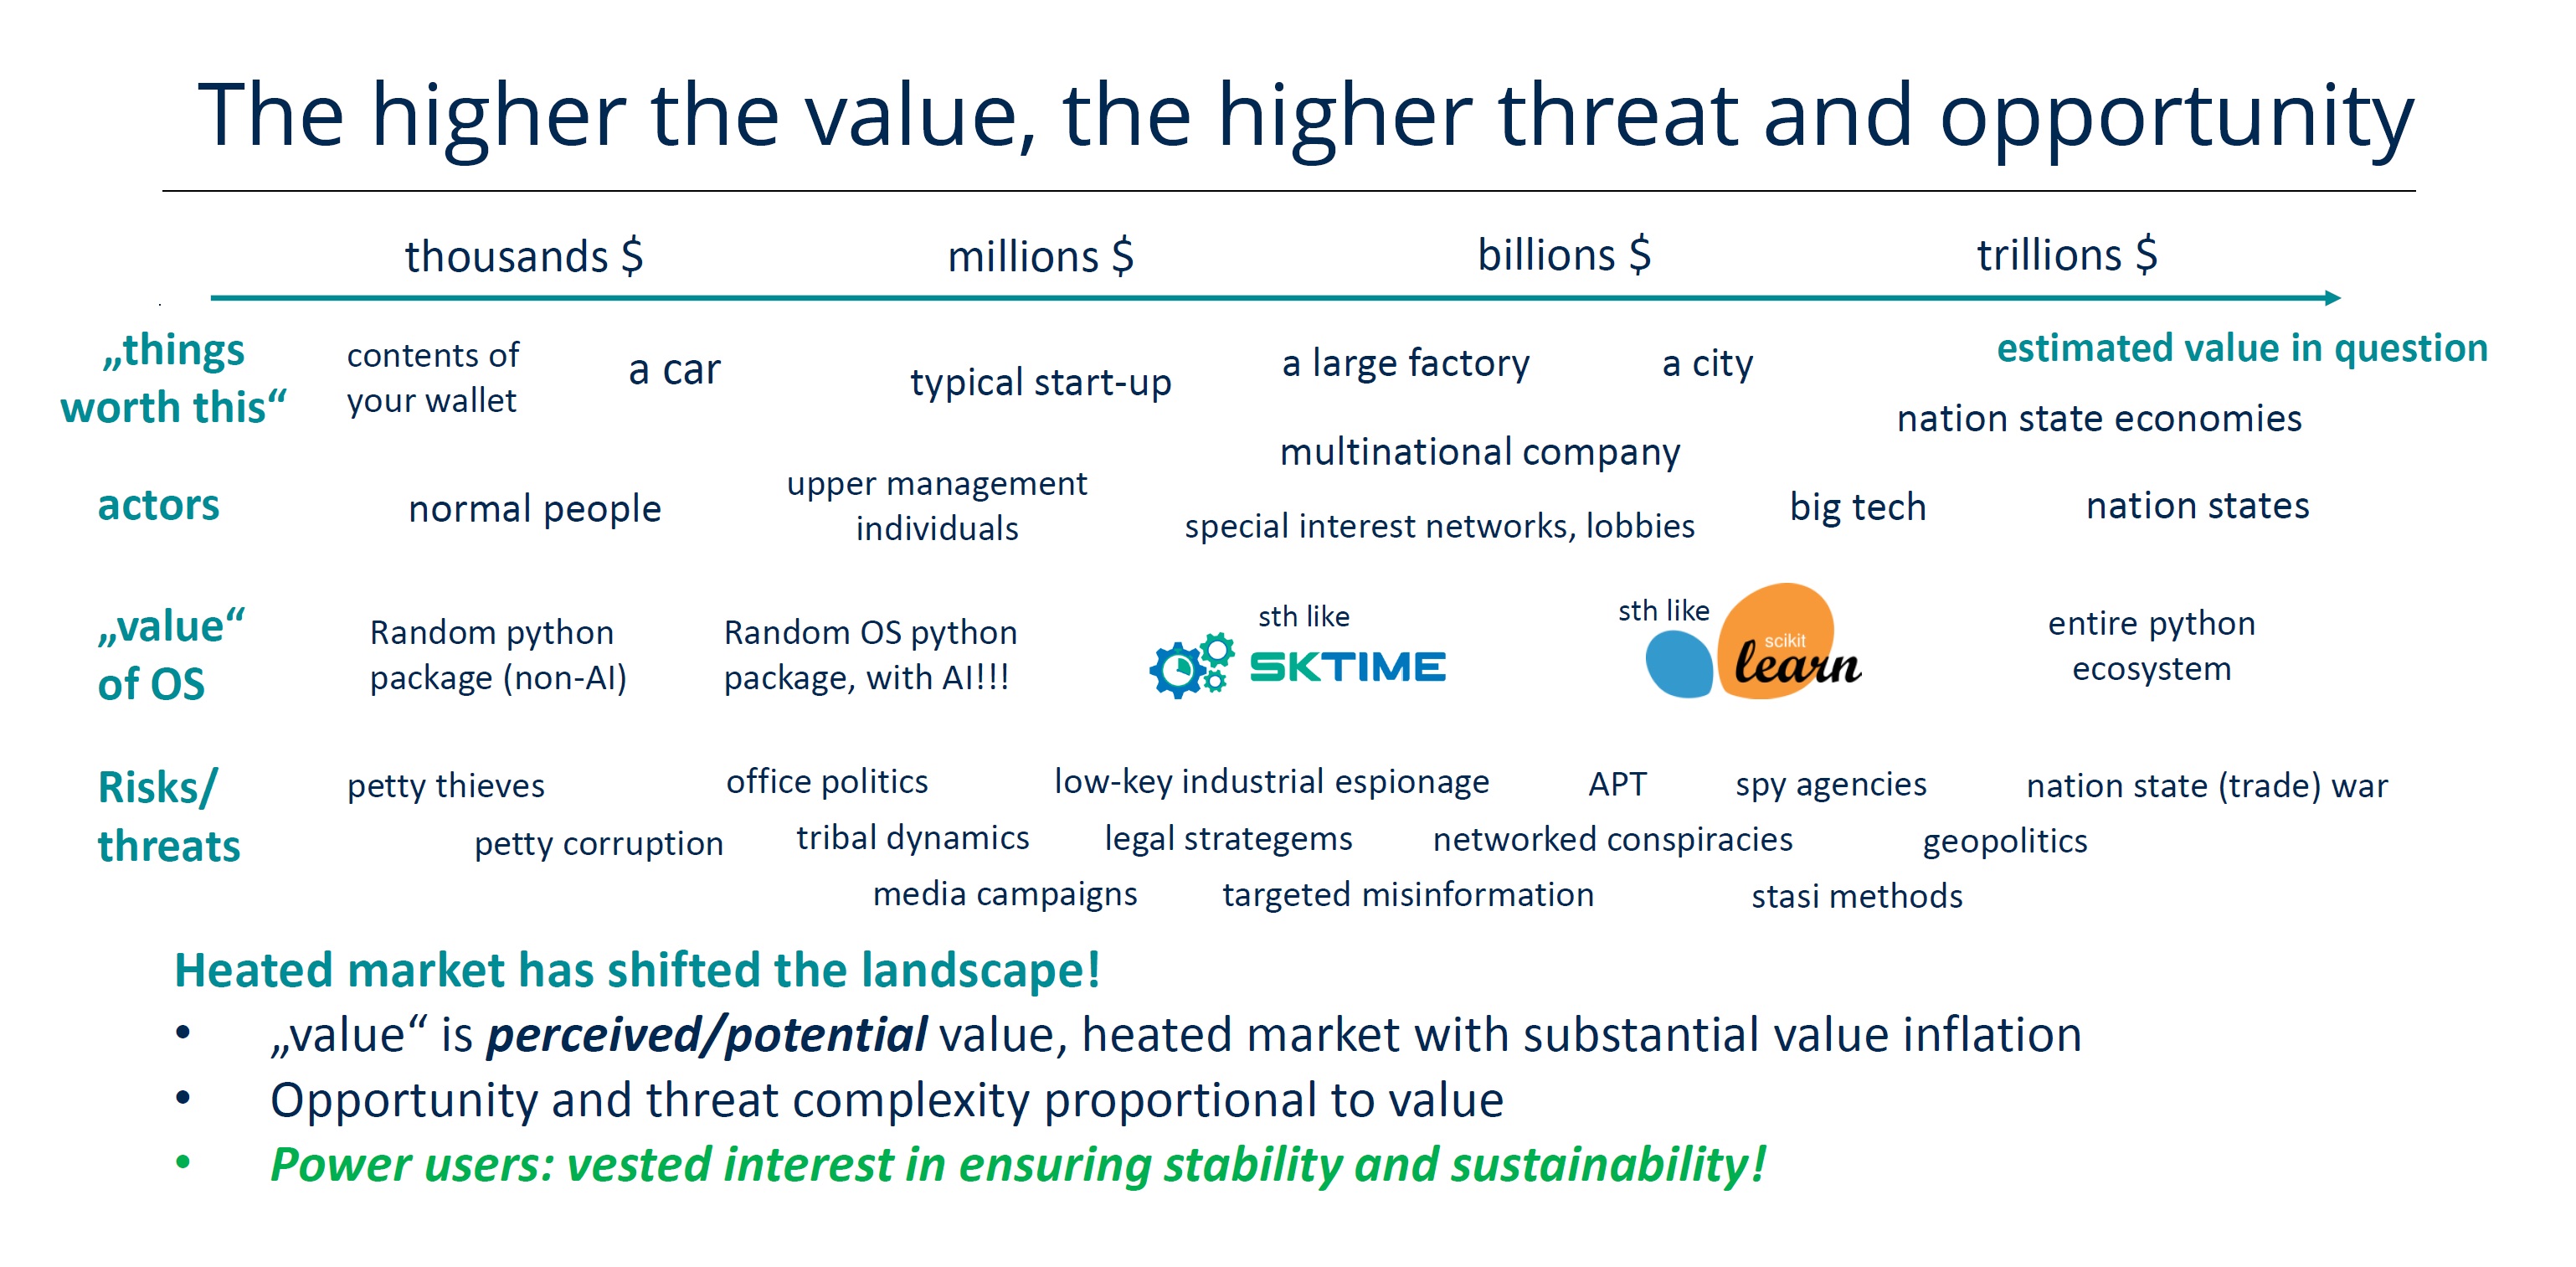 The higher the value, the higher threat and opportunity
thousands $
millions $
billions $
trillions $
„things
worth this“
contents of
your wallet
a car
typical start-up
a large factory
a city
estimated value in question
nation state economies
multinational company
actors
normal people
upper management
individuals
special interest networks, lobbies
big tech
nation states
„value“
of OS
Random python
package (non-AI)
Random OS python
package, with AI!!!
sth like
SKTIME
sth like
scikit
learn
entire python
ecosystem
Risks/
threats
petty thieves
office politics
low-key industrial espionage
APT
spy agencies
nation state (trade) war
petty corruption
tribal dynamics
legal strategems
networked conspiracies
geopolitics
media campaigns
targeted misinformation
stasi methods
Heated market has shifted the landscape!
• „value“ is perceived/potential value, heated market with substantial value inflation
• Opportunity and threat complexity proportional to value
• Power users: vested interest in ensuring stability and sustainability!